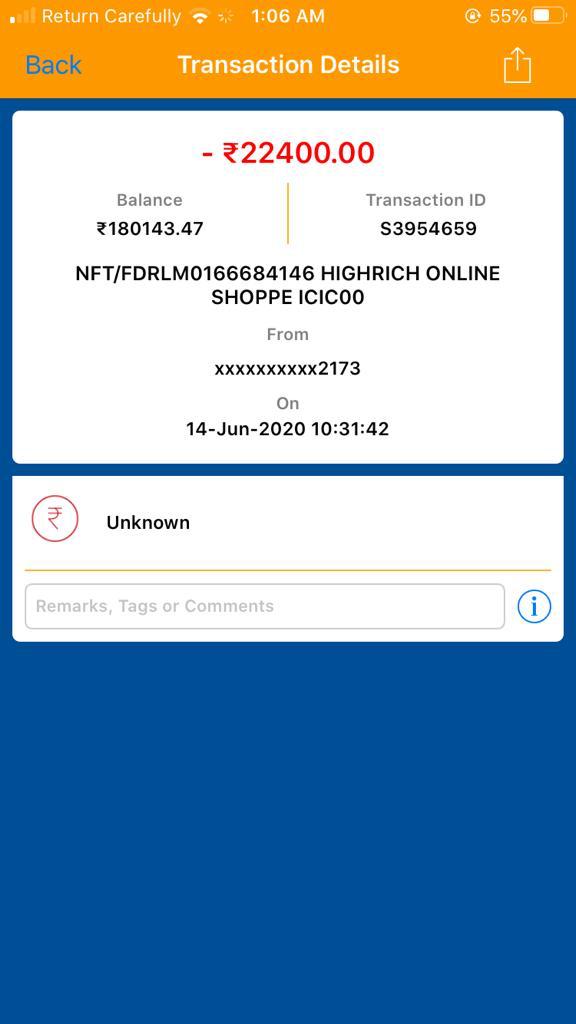 Return Carefully 1:06 AM 55%
Back Transaction Details
- ₹22400.00
Balance Transaction ID
₹180143.47 S3954659
NFT/FDRLM0166684146 HIGHRICH ONLINE
SHOPPE ICIC00
From
xxxxxxxxxx2173
On
14-Jun-2020 10:31:42
₹ Unknown
Remarks, Tags or Comments i